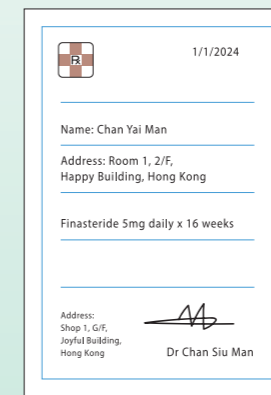 ℞
1/1/2024
Name: Chan Yai Man
Address: Room 1, 2/F,
Happy Building, Hong Kong
Finasteride 5mg daily x 16 weeks
Address:
Shop 1, G/F,
Joyful Building,
Hong Kong
Dr Chan Siu Man